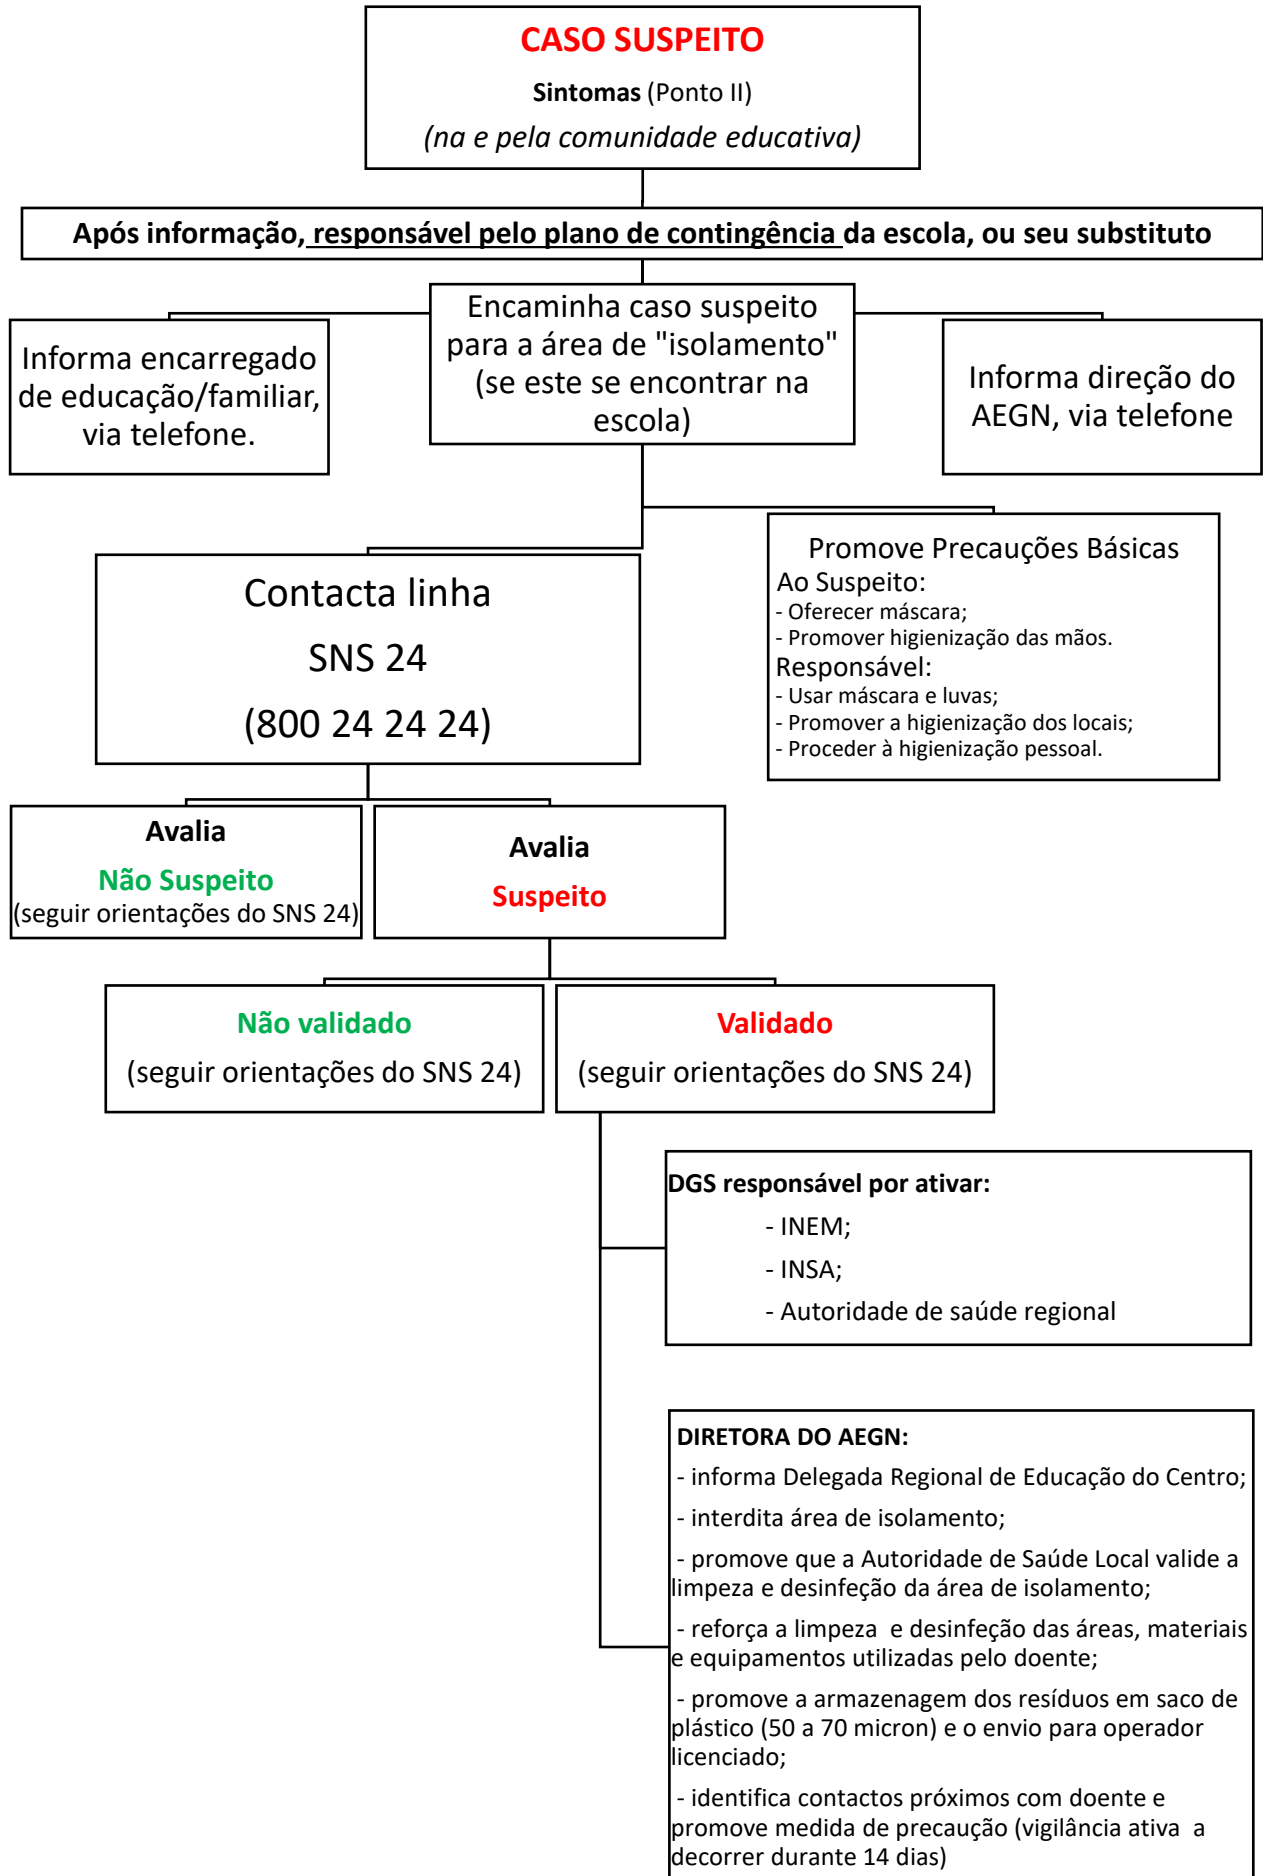 CASO SUSPEITO
Sintomas (Ponto II)
(na e pela comunidade educativa)
Após informação, responsável pelo plano de contingência da escola, ou seu substituto
Informa encarregado
de educação/familiar,
via telefone.
Encaminha caso suspeito
para a área de "isolamento"
(se este se encontrar na
escola)
Informa direção do
AEGN, via telefone
Contacta linha
SNS 24
(800 24 24 24)
Promove Precauções Básicas
Ao Suspeito:
- Oferecer máscara;
- Promover higienização das mãos.
Responsável:
- Usar máscara e luvas;
- Promover a higienização dos locais;
- Proceder à higienização pessoal.
Avalia
Não Suspeito
(seguir orientações do SNS 24)
Avalia
Suspeito
Não validado
(seguir orientações do SNS 24)
Validado
(seguir orientações do SNS 24)
DGS responsável por ativar:
- INEM;
- INSA;
- Autoridade de saúde regional
DIRETORA DO AEGN:
- informa Delegada Regional de Educação do Centro;
- interdita área de isolamento;
- promove que a Autoridade de Saúde Local valide a
limpeza e desinfeção da área de isolamento;
- reforça a limpeza e desinfeção das áreas, materiais
e equipamentos utilizadas pelo doente;
- promove a armazenagem dos resíduos em saco de
plástico (50 a 70 micron) e o envio para operador
licenciado;
- identifica contactos próximos com doente e
promove medida de precaução (vigilância ativa a
decorrer durante 14 dias)